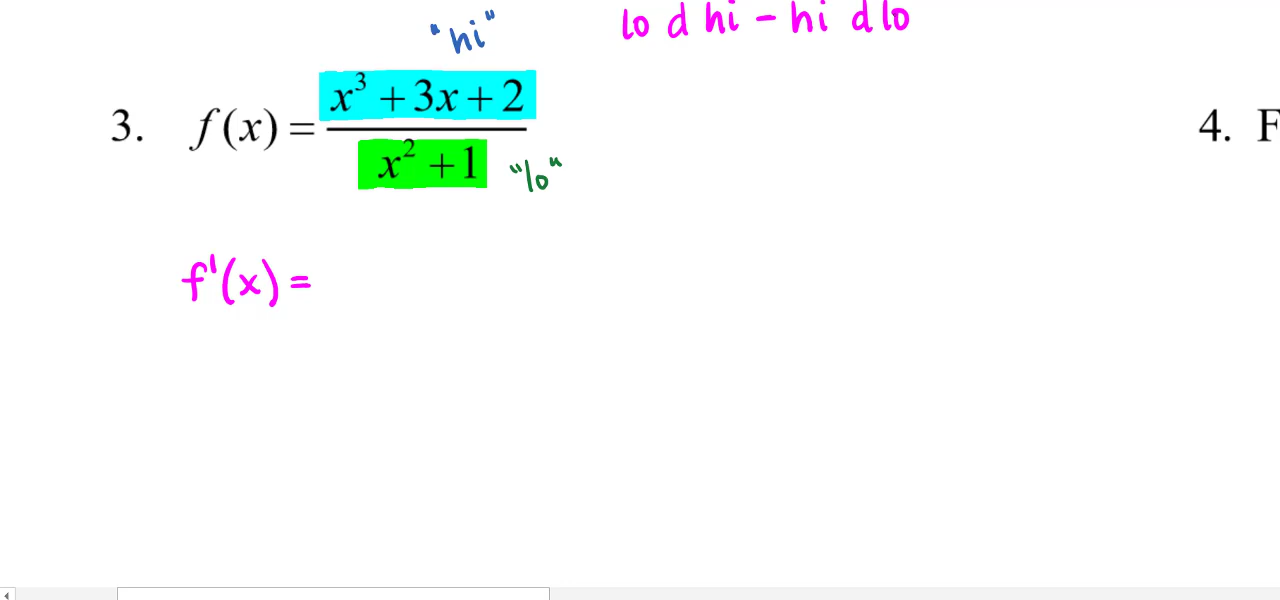 "hi" lo d hi - hi d lo
3. f(x) = (x³ + 3x + 2) / (x² + 1) "lo"
4. F
f'(x) =